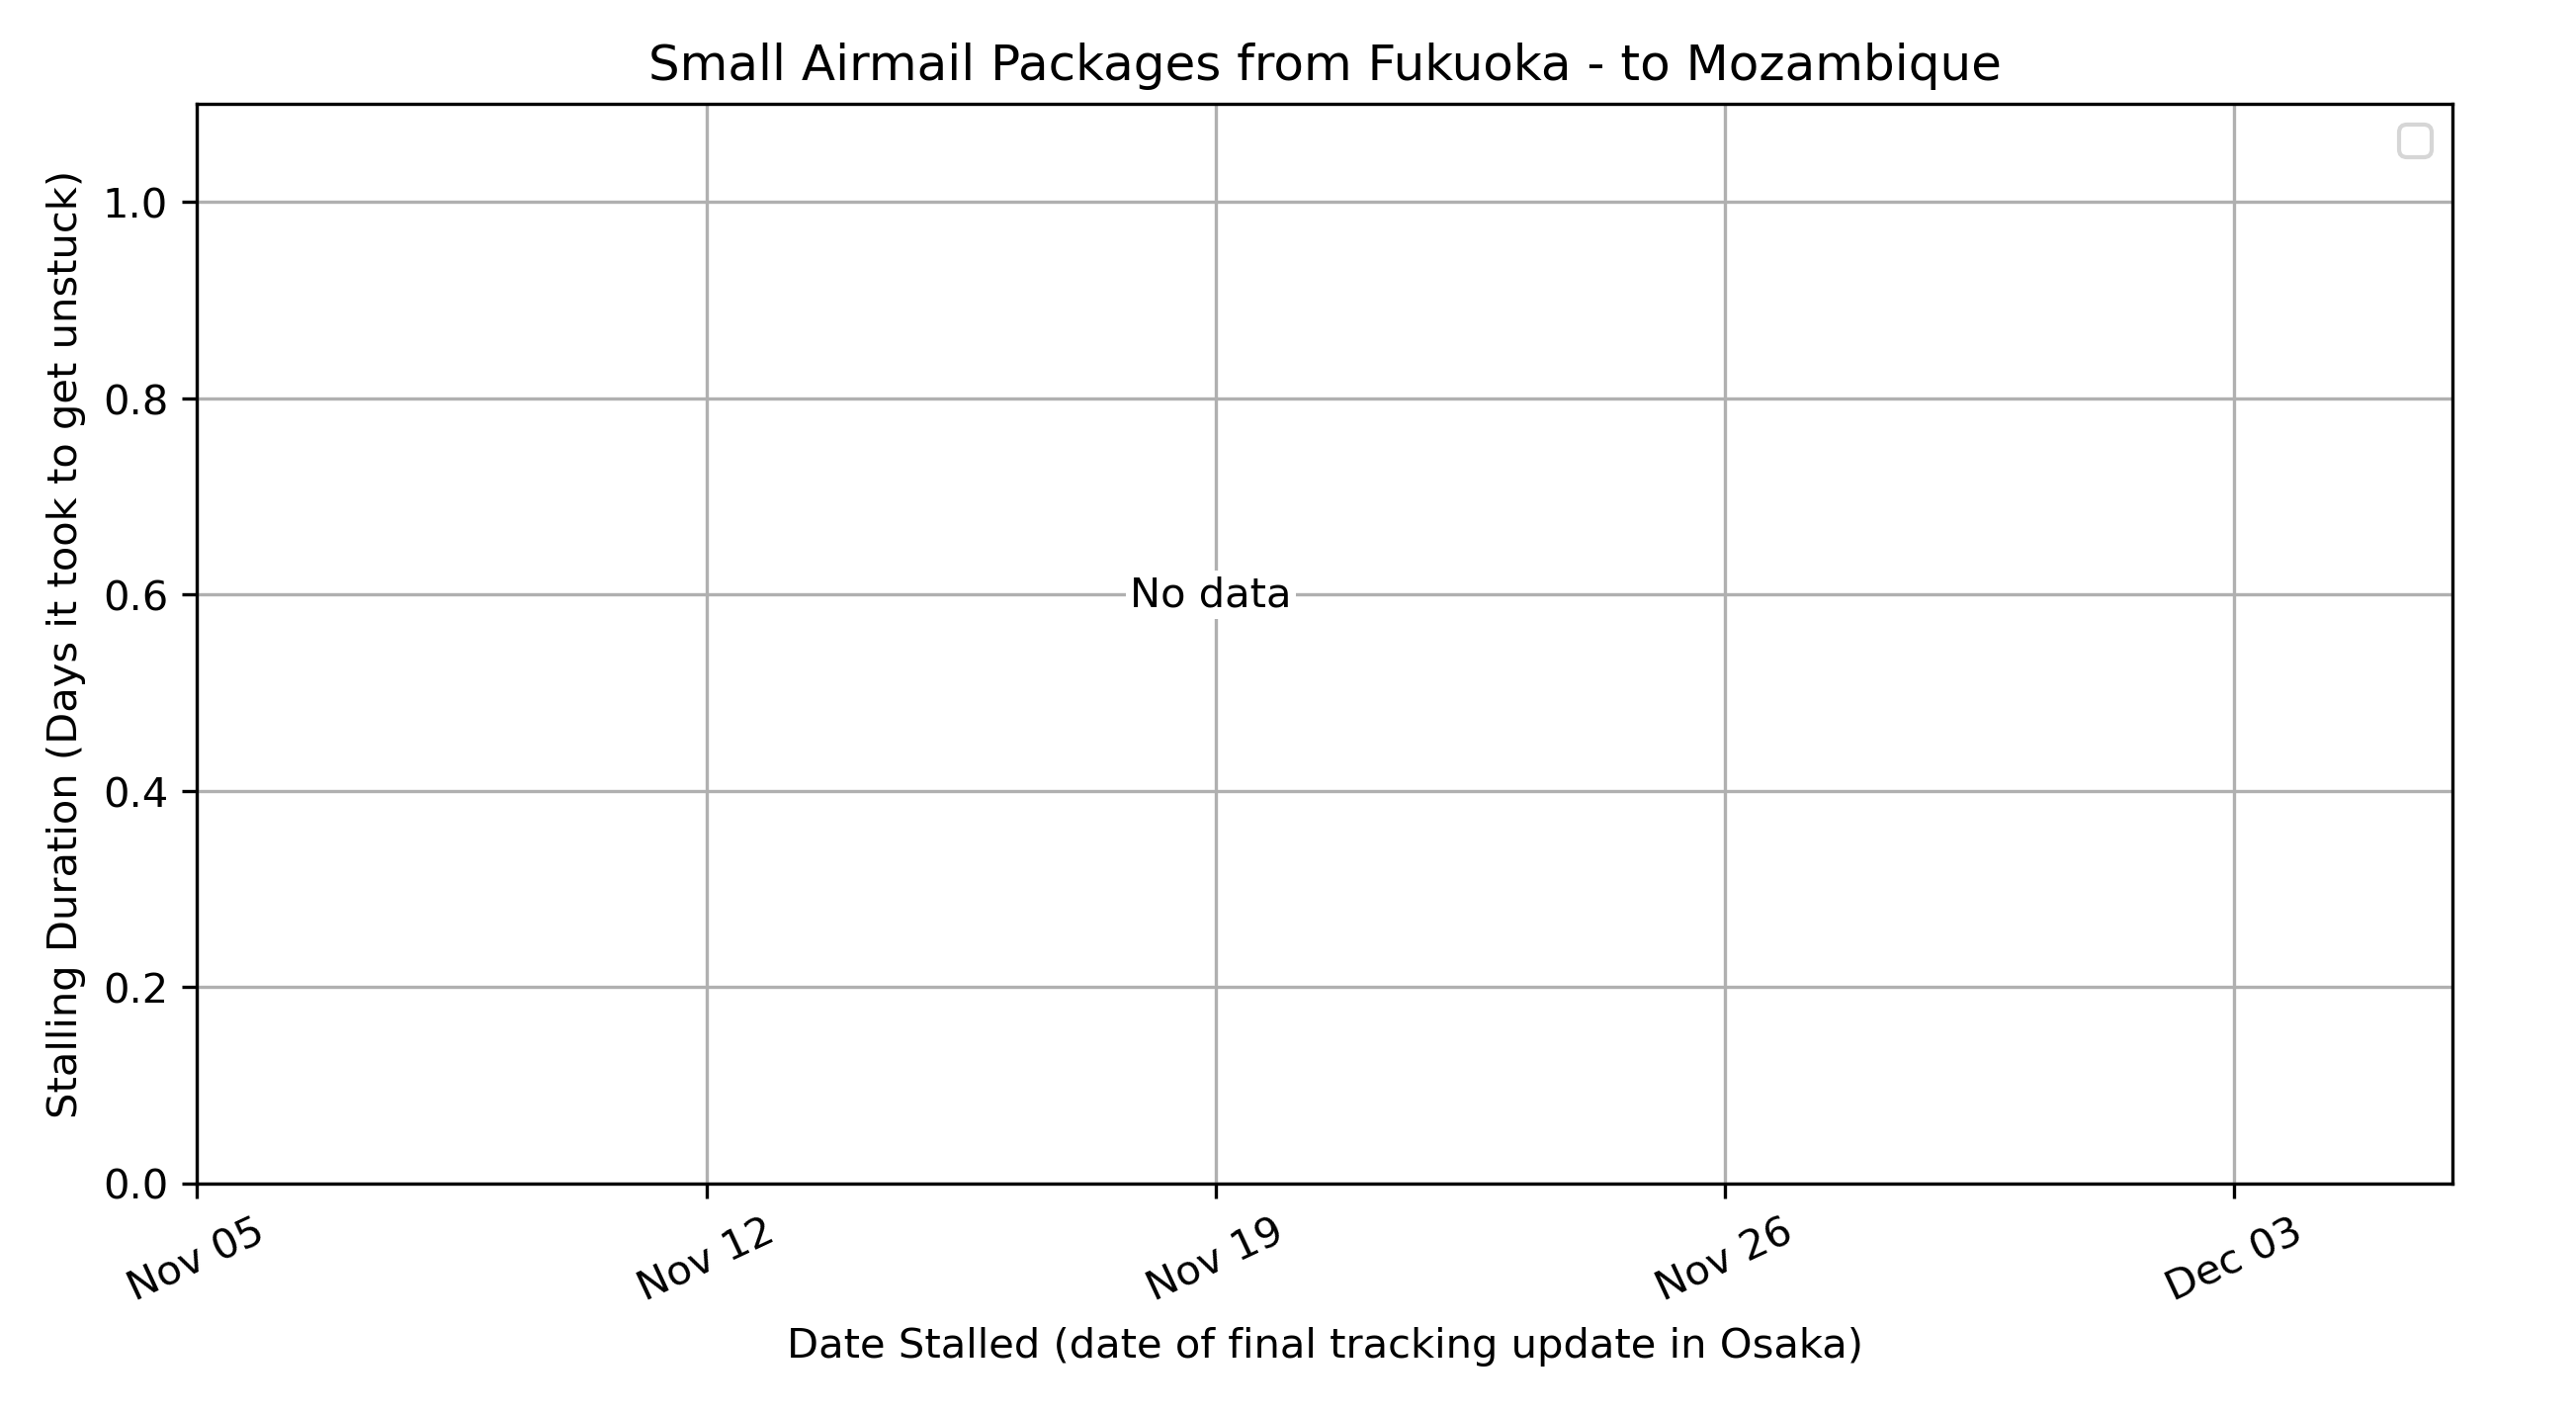 Small Airmail Packages from Fukuoka - to Mozambique
Stalling Duration (Days it took to get unstuck)
1.0
0.8
0.6
0.4
0.2
0.0
No data
Nov 05
Nov 12
Nov 19
Nov 26
Dec 03
Date Stalled (date of final tracking update in Osaka)